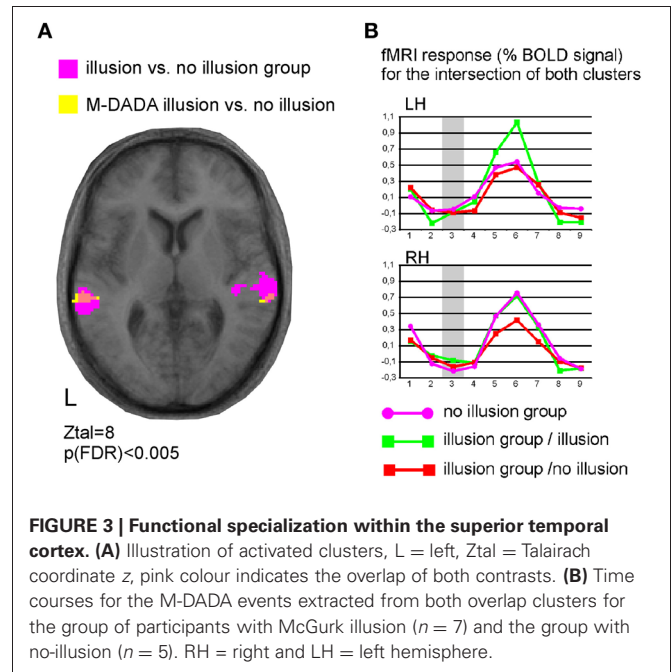 A
illusion vs. no illusion group
M-DADA illusion vs. no illusion
L
Ztal=8
p(FDR)<0.005
B
fMRI response (% BOLD signal)
for the intersection of both clusters
LH
1,1
0,9
0,7
0,5
0,3
0,1
-0,1
-0,3
1 2 3 4 5 6 7 8 9
RH
1,1
0,9
0,7
0,5
0,3
0,1
-0,1
-0,3
1 2 3 4 5 6 7 8 9
no illusion group
illusion group / illusion
illusion group /no illusion
FIGURE 3 | Functional specialization within the superior temporal
cortex. (A) Illustration of activated clusters, L = left, Ztal = Talairach
coordinate z, pink colour indicates the overlap of both contrasts. (B) Time
courses for the M-DADA events extracted from both overlap clusters for
the group of participants with McGurk illusion (n = 7) and the group with
no-illusion (n = 5). RH = right and LH = left hemisphere.